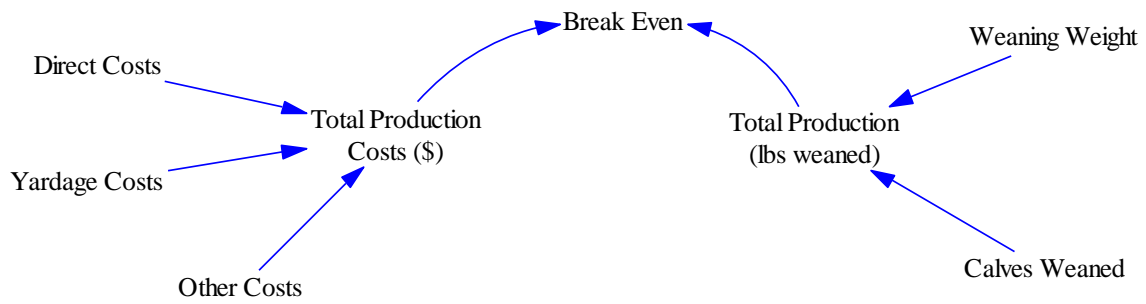 Break Even
Direct Costs
Weaning Weight
Total Production
Costs ($)
Total Production
(lbs weaned)
Yardage Costs
Other Costs
Calves Weaned